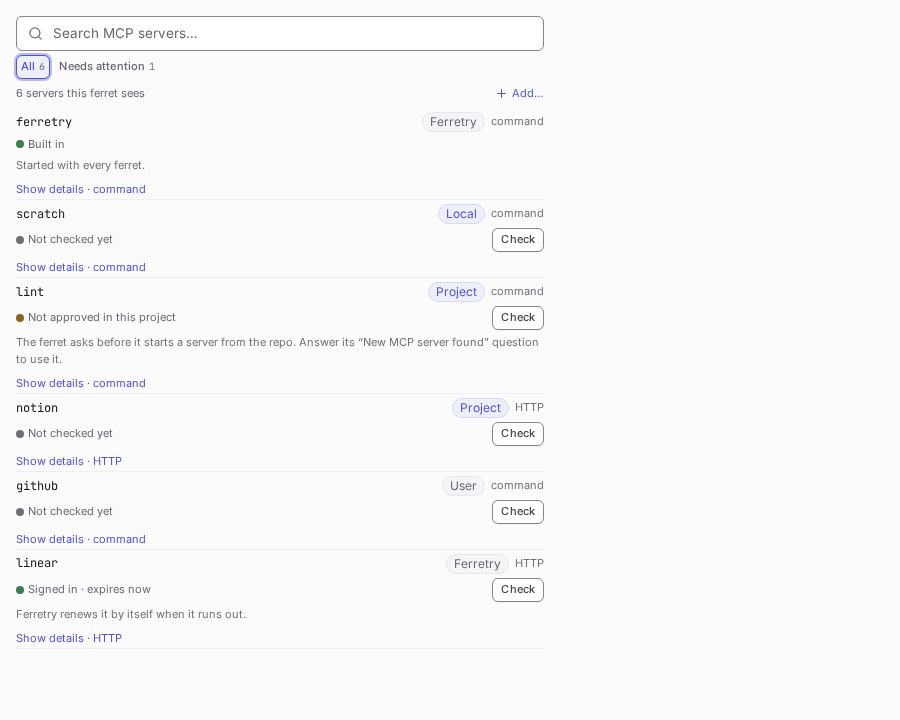 Search MCP servers...
All 6 Needs attention 1
6 servers this ferret sees + Add...
ferretry Ferretry command
Built in
Started with every ferret.
Show details · command
scratch Local command
Not checked yet Check
Show details · command
lint Project command
Not approved in this project Check
The ferret asks before it starts a server from the repo. Answer its “New MCP server found” question
to use it.
Show details · command
notion Project HTTP
Not checked yet Check
Show details · HTTP
github User command
Not checked yet Check
Show details · command
linear Ferretry HTTP
Signed in · expires now Check
Ferretry renews it by itself when it runs out.
Show details · HTTP